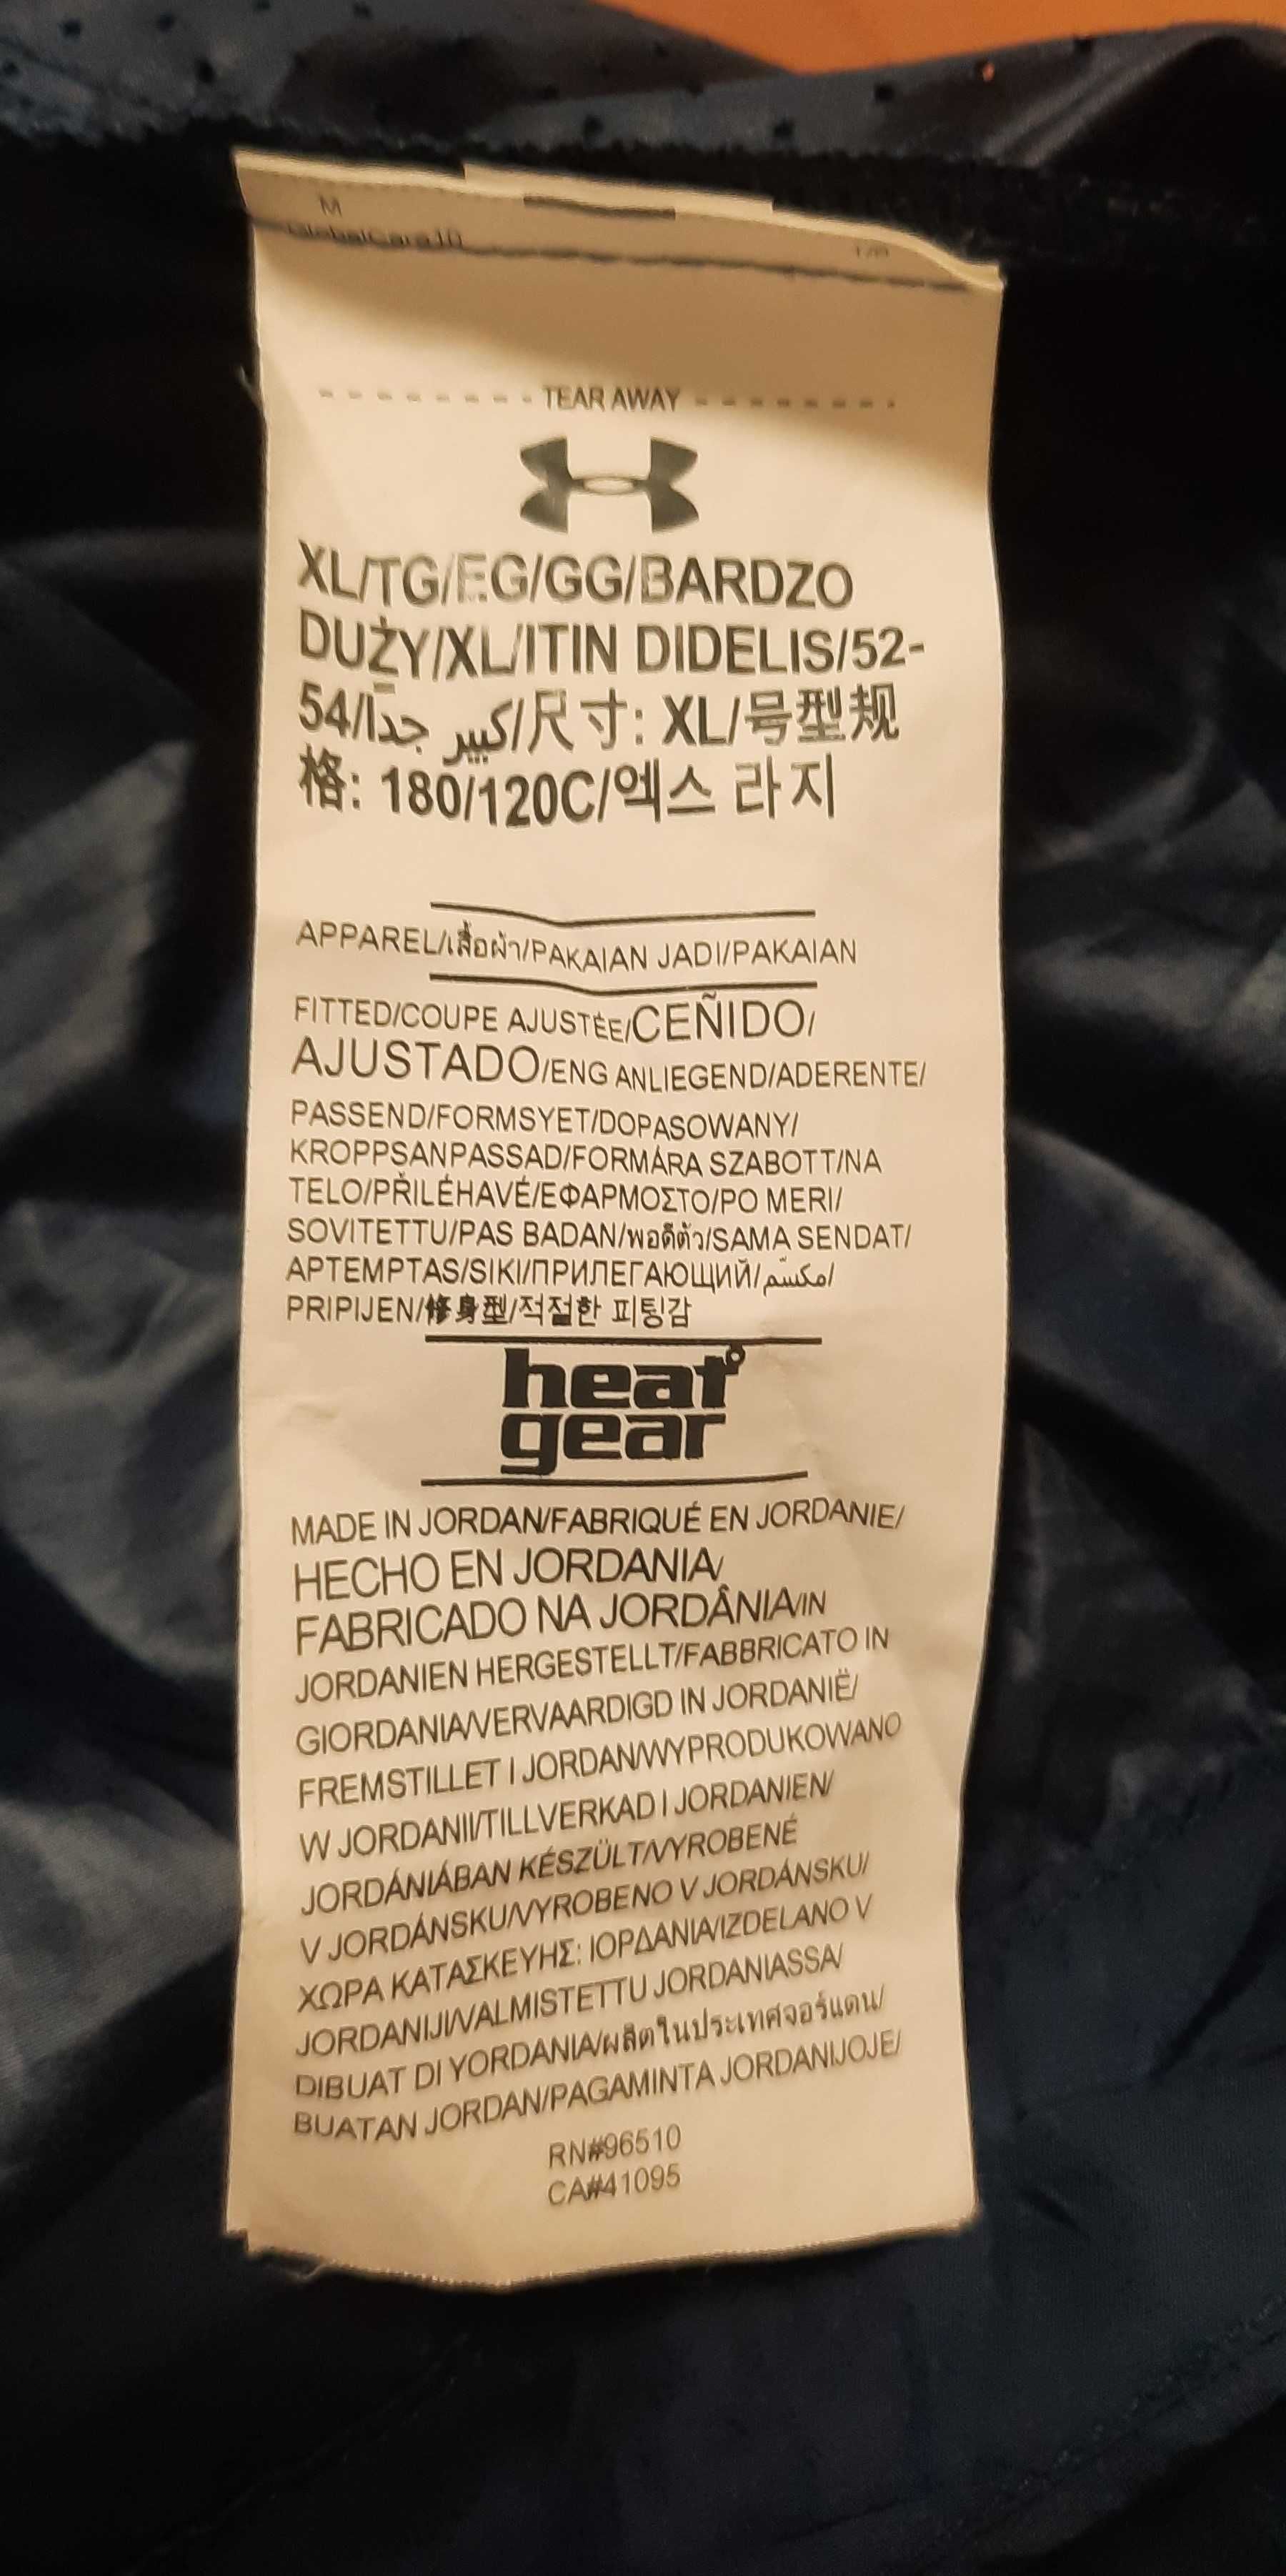 M
GlobalCare10
TEAR AWAY
XL/TG/EG/GG/BARDZO
DUŻY/XL/ITIN DIDELIS/52-
54/كبير جداً/尺寸: XL/号型规
格: 180/120C/엑스 라지
APPAREL/เสื้อผ้า/PAKAIAN JADI/PAKAIAN
FITTED/COUPE AJUSTÉE/CEÑIDO/
AJUSTADO/ENG ANLIEGEND/ADERENTE/
PASSEND/FORMSYET/DOPASOWANY/
KROPPSANPASSAD/FORMÁRA SZABOTT/NA
TELO/PŘILÉHAVÉ/ΕΦΑΡΜΟΣΤΟ/PO MERI/
SOVITETTU/PAS BADAN/พอดีตัว/SAMA SENDAT/
APTEMPTAS/SIKI/ПРИЛЕГАЮЩИЙ/مكسّم/
PRIPIJEN/修身型/적절한 피팅감
heat
gear
MADE IN JORDAN/FABRIQUÉ EN JORDANIE/
HECHO EN JORDANIA/
FABRICADO NA JORDÂNIA/IN
JORDANIEN HERGESTELLT/FABBRICATO IN
GIORDANIA/VERVAARDIGD IN JORDANIË/
FREMSTILLET I JORDAN/WYPRODUKOWANO
W JORDANII/TILLVERKAD I JORDANIEN/
JORDÁNIÁBAN KÉSZÜLT/VYROBENÉ
V JORDÁNSKU/VYROBENO V JORDÁNSKU/
ΧΩΡΑ ΚΑΤΑΣΚΕΥΗΣ: ΙΟΡΔΑΝΙΑ/IZDELANO V
JORDANIJI/VALMISTETTU JORDANIASSA/
DIBUAT DI YORDANIA/ผลิตในประเทศจอร์แดน/
BUATAN JORDAN/PAGAMINTA JORDANIJOJE/
RN#96510
CA#41095